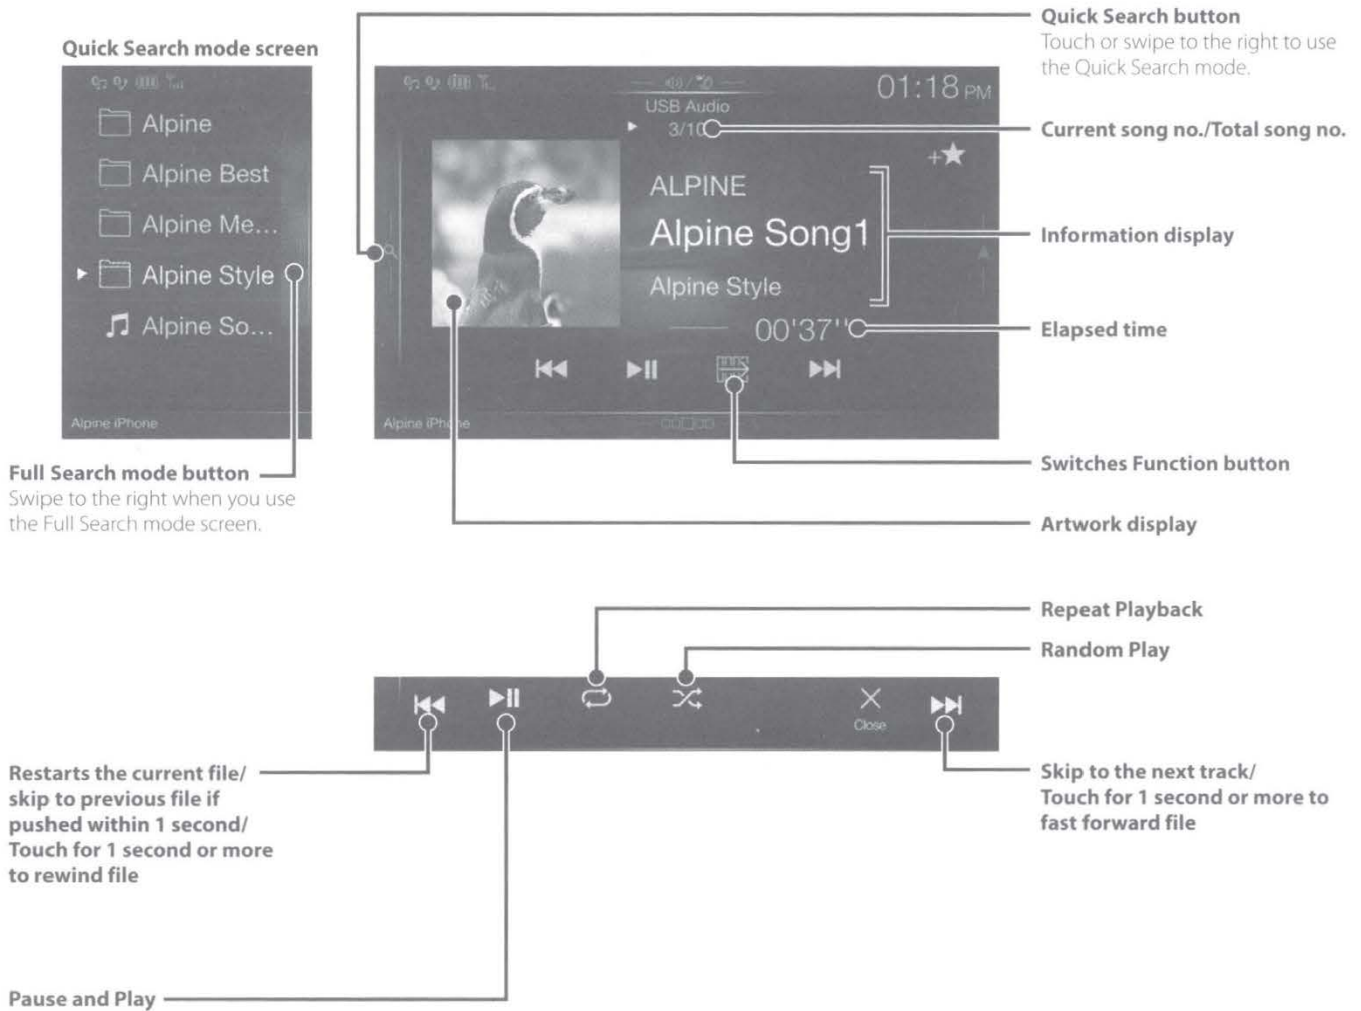 Quick Search mode screen
Alpine
Alpine Best
Alpine Me...
Alpine Style
Alpine So...
Alpine iPhone
Full Search mode button
Swipe to the right when you use
the Full Search mode screen.
01:18 PM
USB Audio
3/10
ALPINE
Alpine Song1
Alpine Style
00'37''
Alpine iPhone
Quick Search button
Touch or swipe to the right to use
the Quick Search mode.
Current song no./Total song no.
Information display
Elapsed time
Switches Function button
Artwork display
Repeat Playback
Random Play
Close
Restarts the current file/
skip to previous file if
pushed within 1 second/
Touch for 1 second or more
to rewind file
Skip to the next track/
Touch for 1 second or more to
fast forward file
Pause and Play